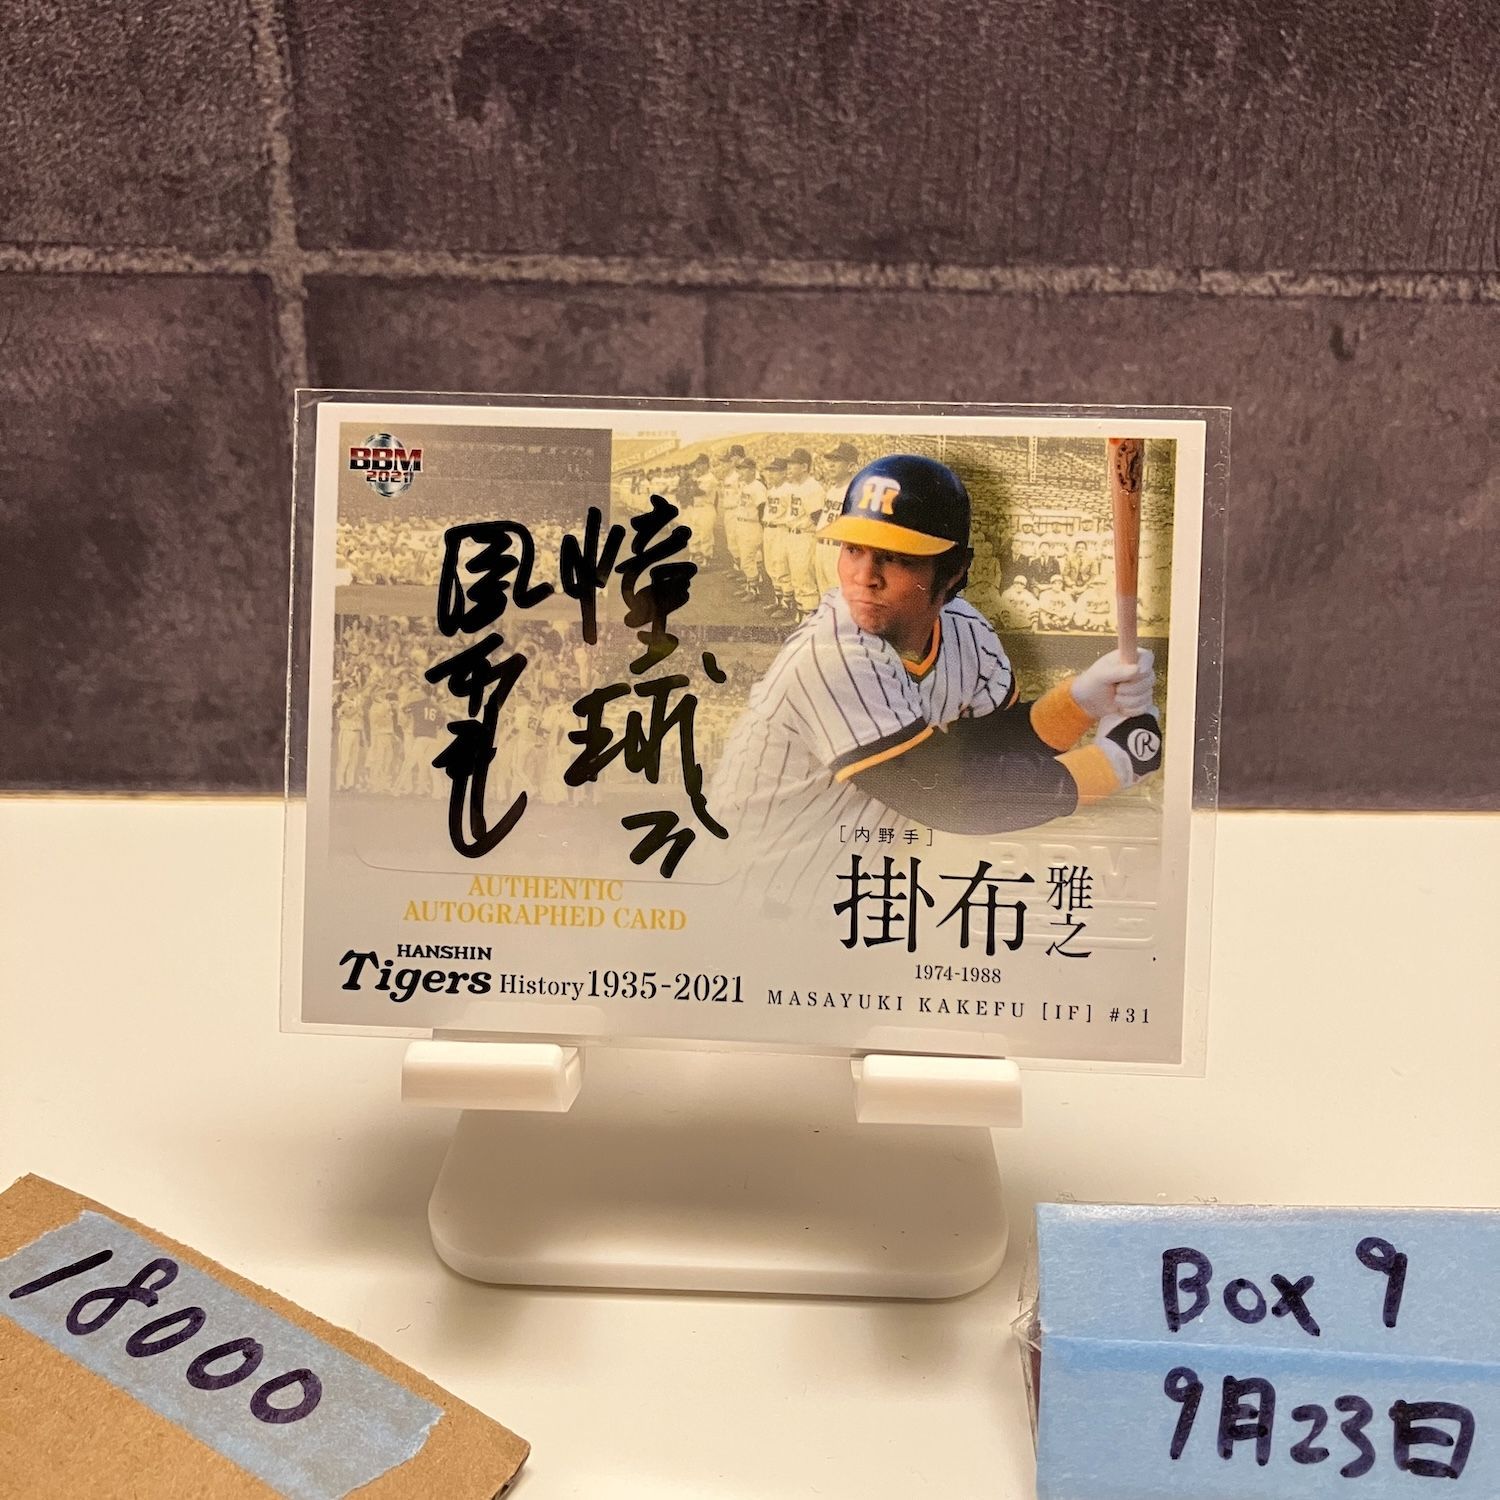 BBM
2021
[内野手]
掛布雅之
1974-1988
MASAYUKI KAKEFU [IF] #31
AUTHENTIC
AUTOGRAPHED CARD
HANSHIN
Tigers History 1935-2021
18000
Box 9
9月23日